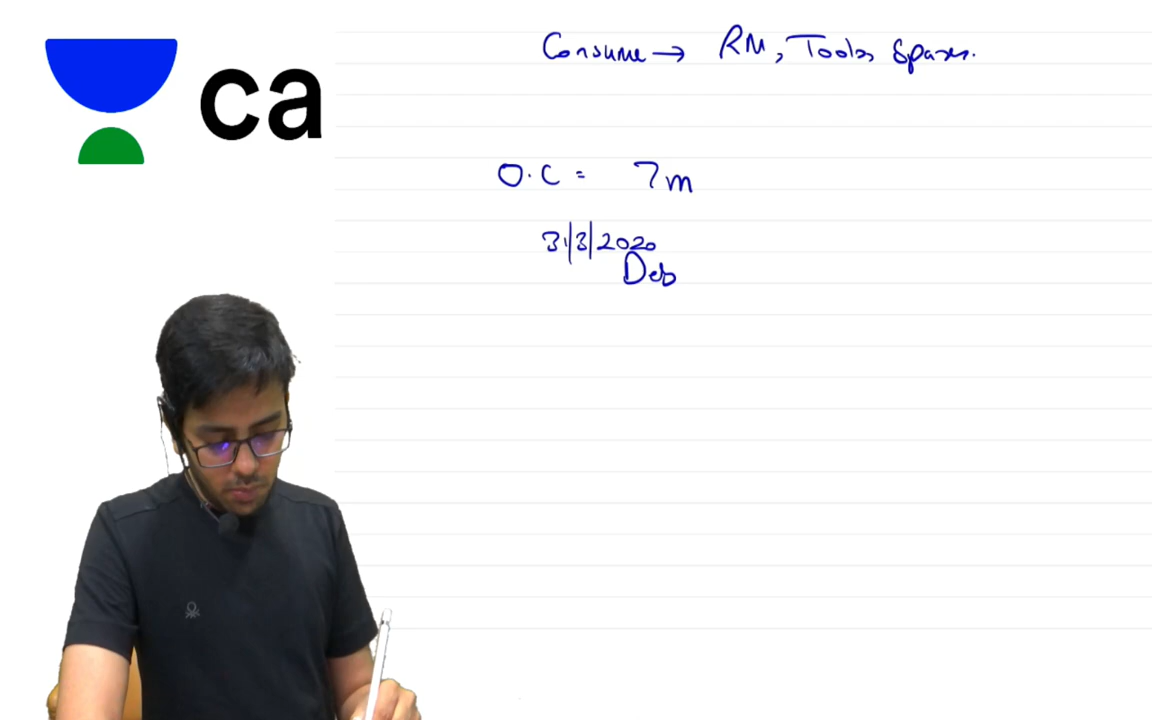 ca
Consume → RM, Tools, Spares.
O.C = 7m
31/3/2020
Deb